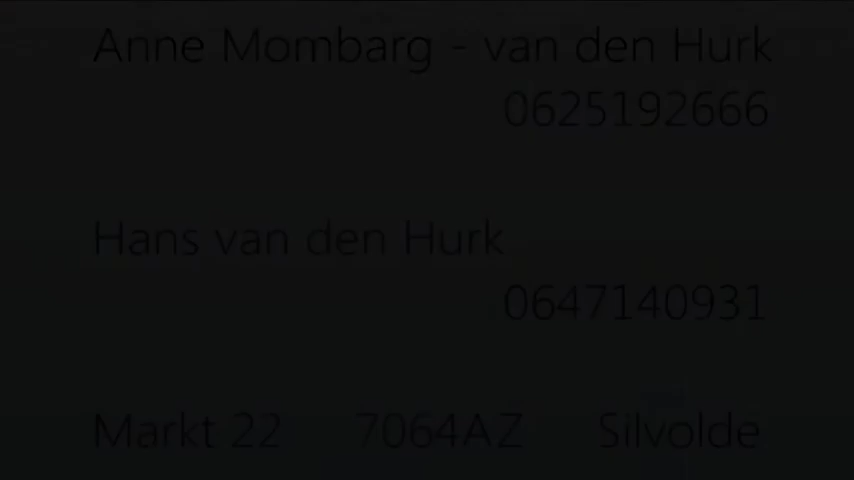 Anne Mombarg - van den Hurk
0625192666
Hans van den Hurk
0647140931
Markt 22 7064AZ Silvolde